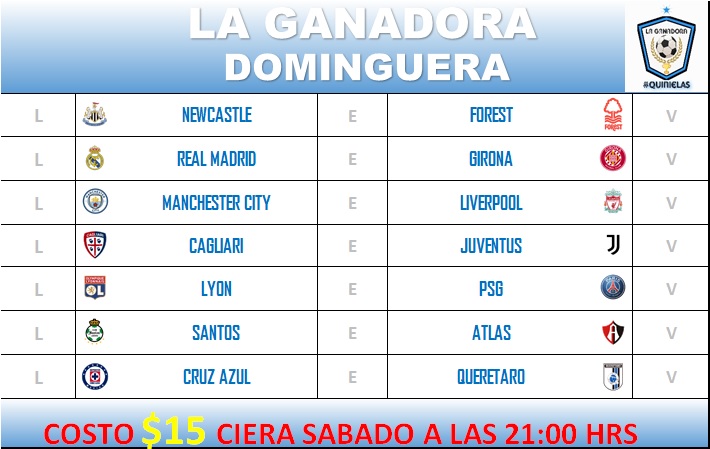 LA GANADORA
DOMINGUERA
LA GANADORA
#QUINIELAS
L NEWCASTLE E FOREST FOREST V
L REAL MADRID E GIRONA V
L MANCHESTER CITY E LIVERPOOL V
L CAGLIARI E JUVENTUS V
L LYON E PSG V
L SANTOS E ATLAS V
L CRUZ AZUL E QUERETARO V
COSTO $15 CIERA SABADO A LAS 21:00 HRS